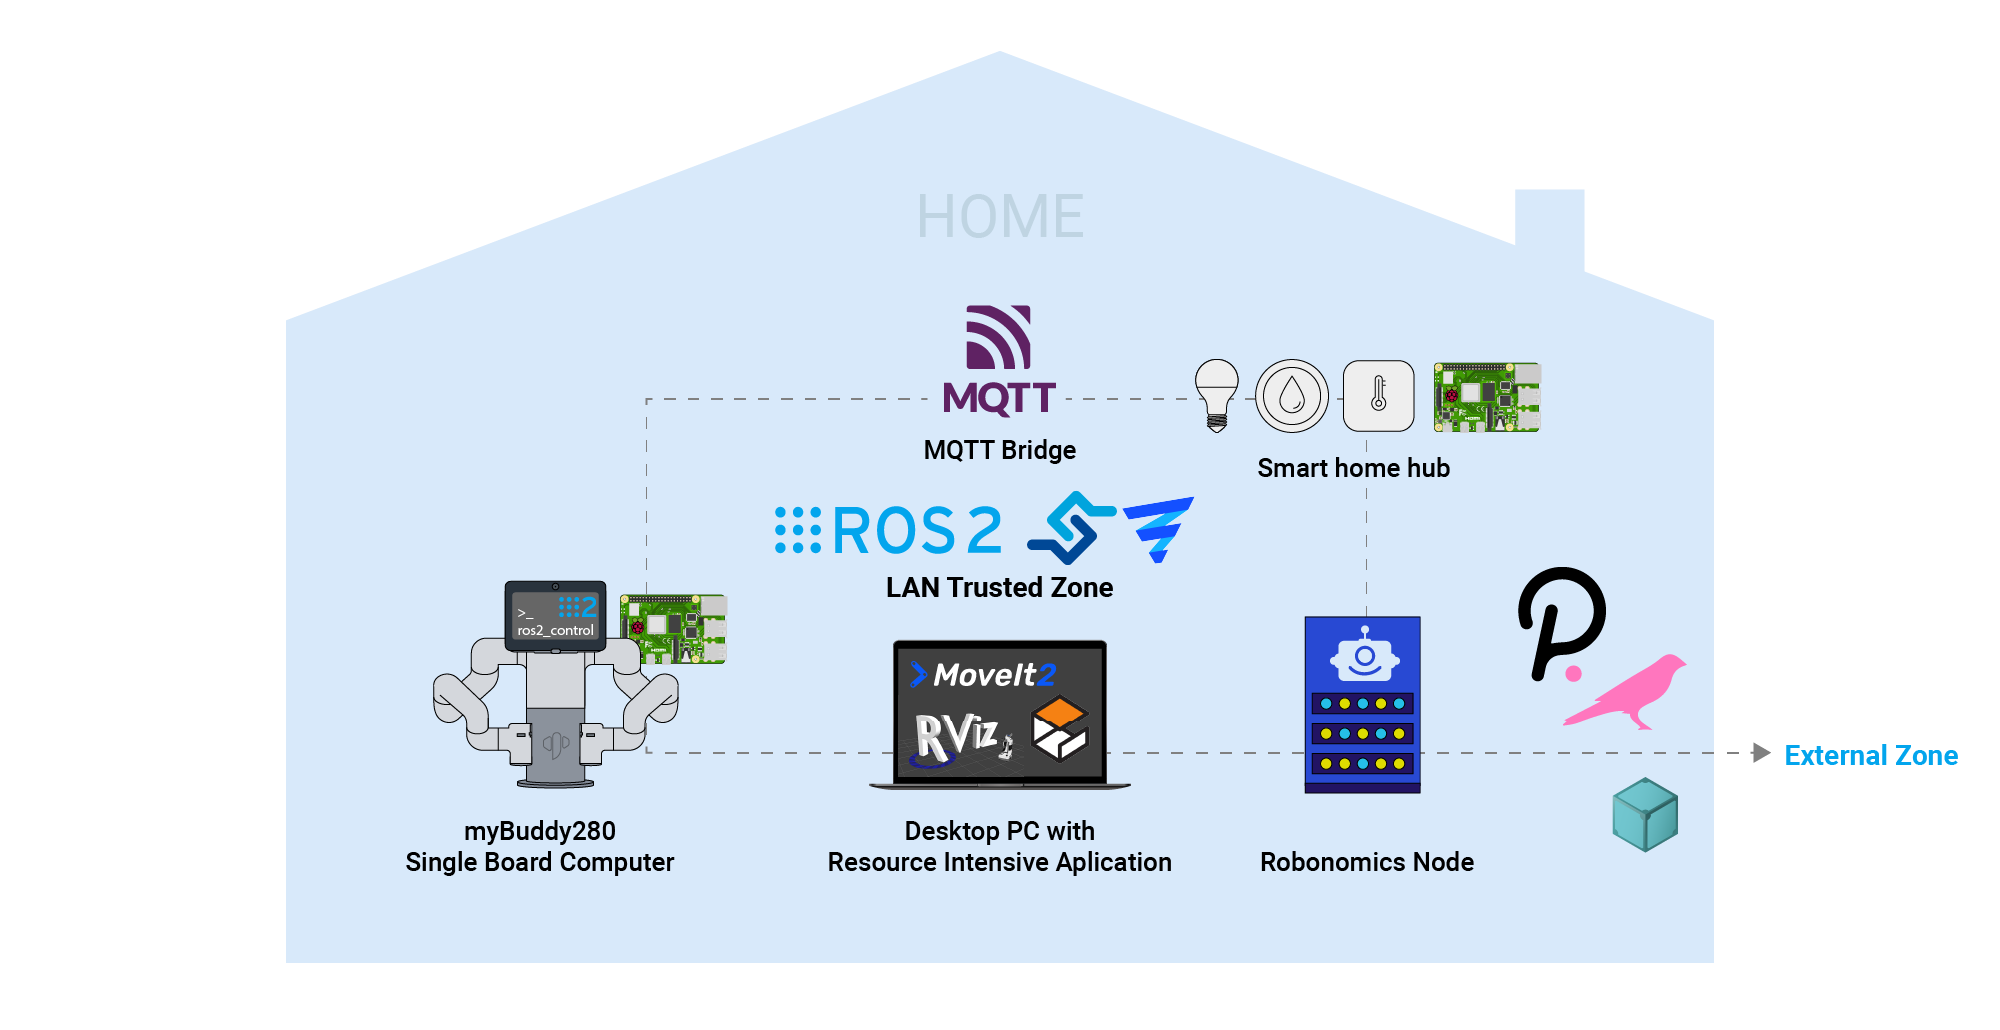 HOME
MQTT
MQTT Bridge
Smart home hub
ROS 2
LAN Trusted Zone
2
>_
ros2_control
MoveIt2
RViz
External Zone
myBuddy280
Single Board Computer
Desktop PC with
Resource Intensive Aplication
Robonomics Node